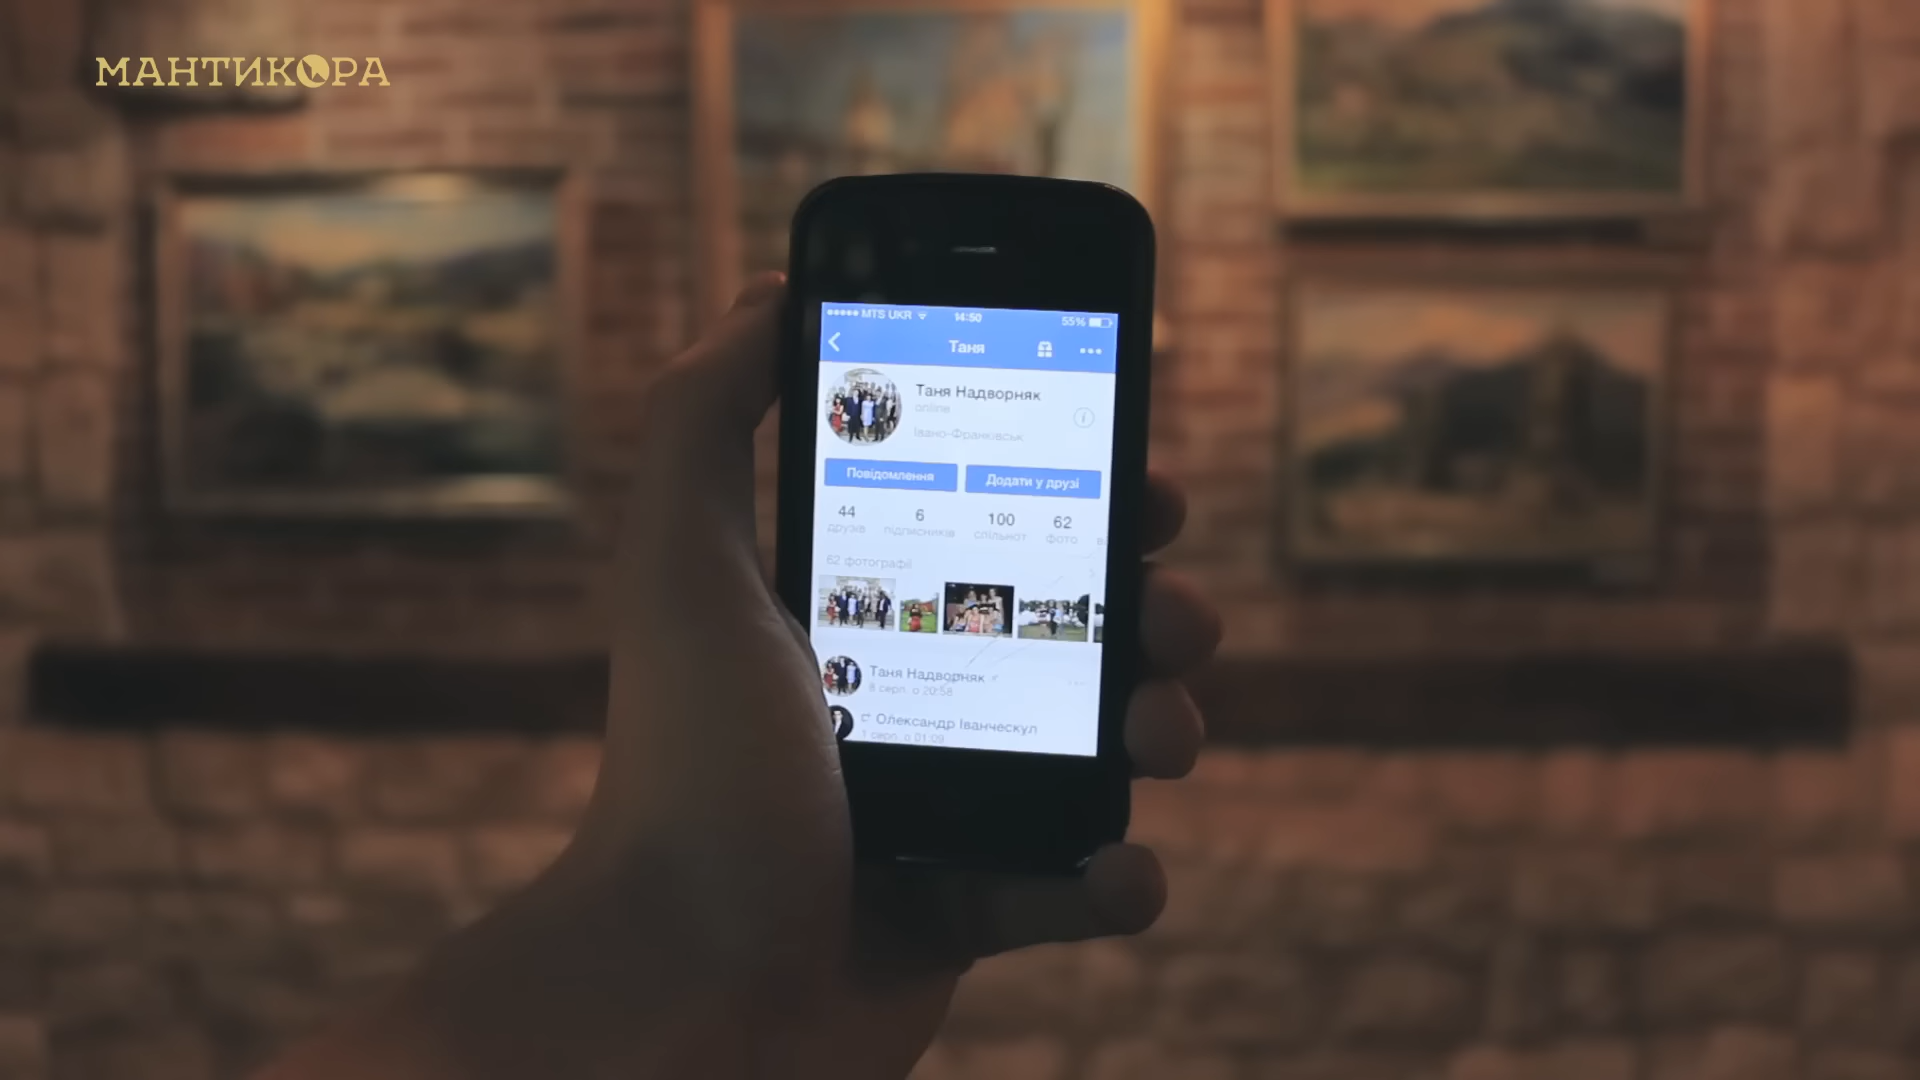 МАНТИКОРА
MTS UKR 14:50 55%
Таня
Таня Надворняк
online
Івано-Франківськ
Повідомлення Додати у друзі
44 6 100 62
друзів підписників спільнот фото
62 фотографії
Таня Надворняк
8 серп. о 20:58
Олександр Іванческул
1 серп. о 01:09